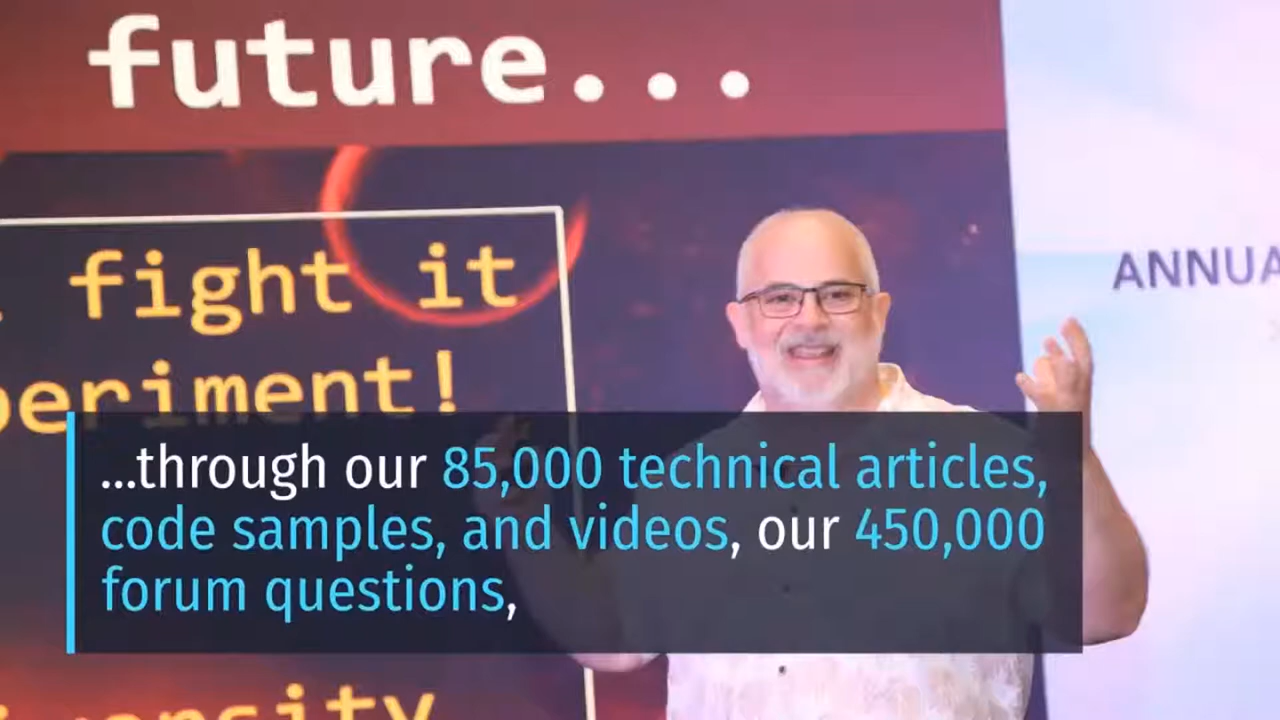 future...
fight it
ANNUA
periment!
...through our 85,000 technical articles,
code samples, and videos, our 450,000
forum questions,